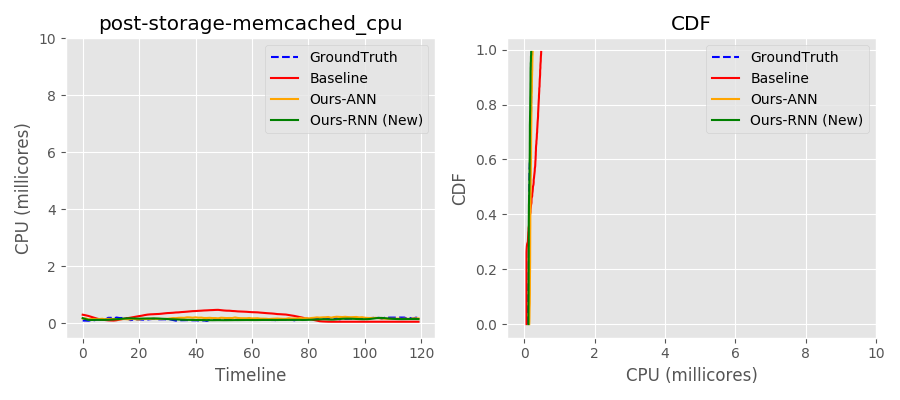 post-storage-memcached_cpu
CPU (millicores)
10
8
6
4
2
0
0 20 40 60 80 100 120
Timeline
GroundTruth
Baseline
Ours-ANN
Ours-RNN (New)
CDF
CDF
1.0
0.8
0.6
0.4
0.2
0.0
0 2 4 6 8 10
CPU (millicores)
GroundTruth
Baseline
Ours-ANN
Ours-RNN (New)